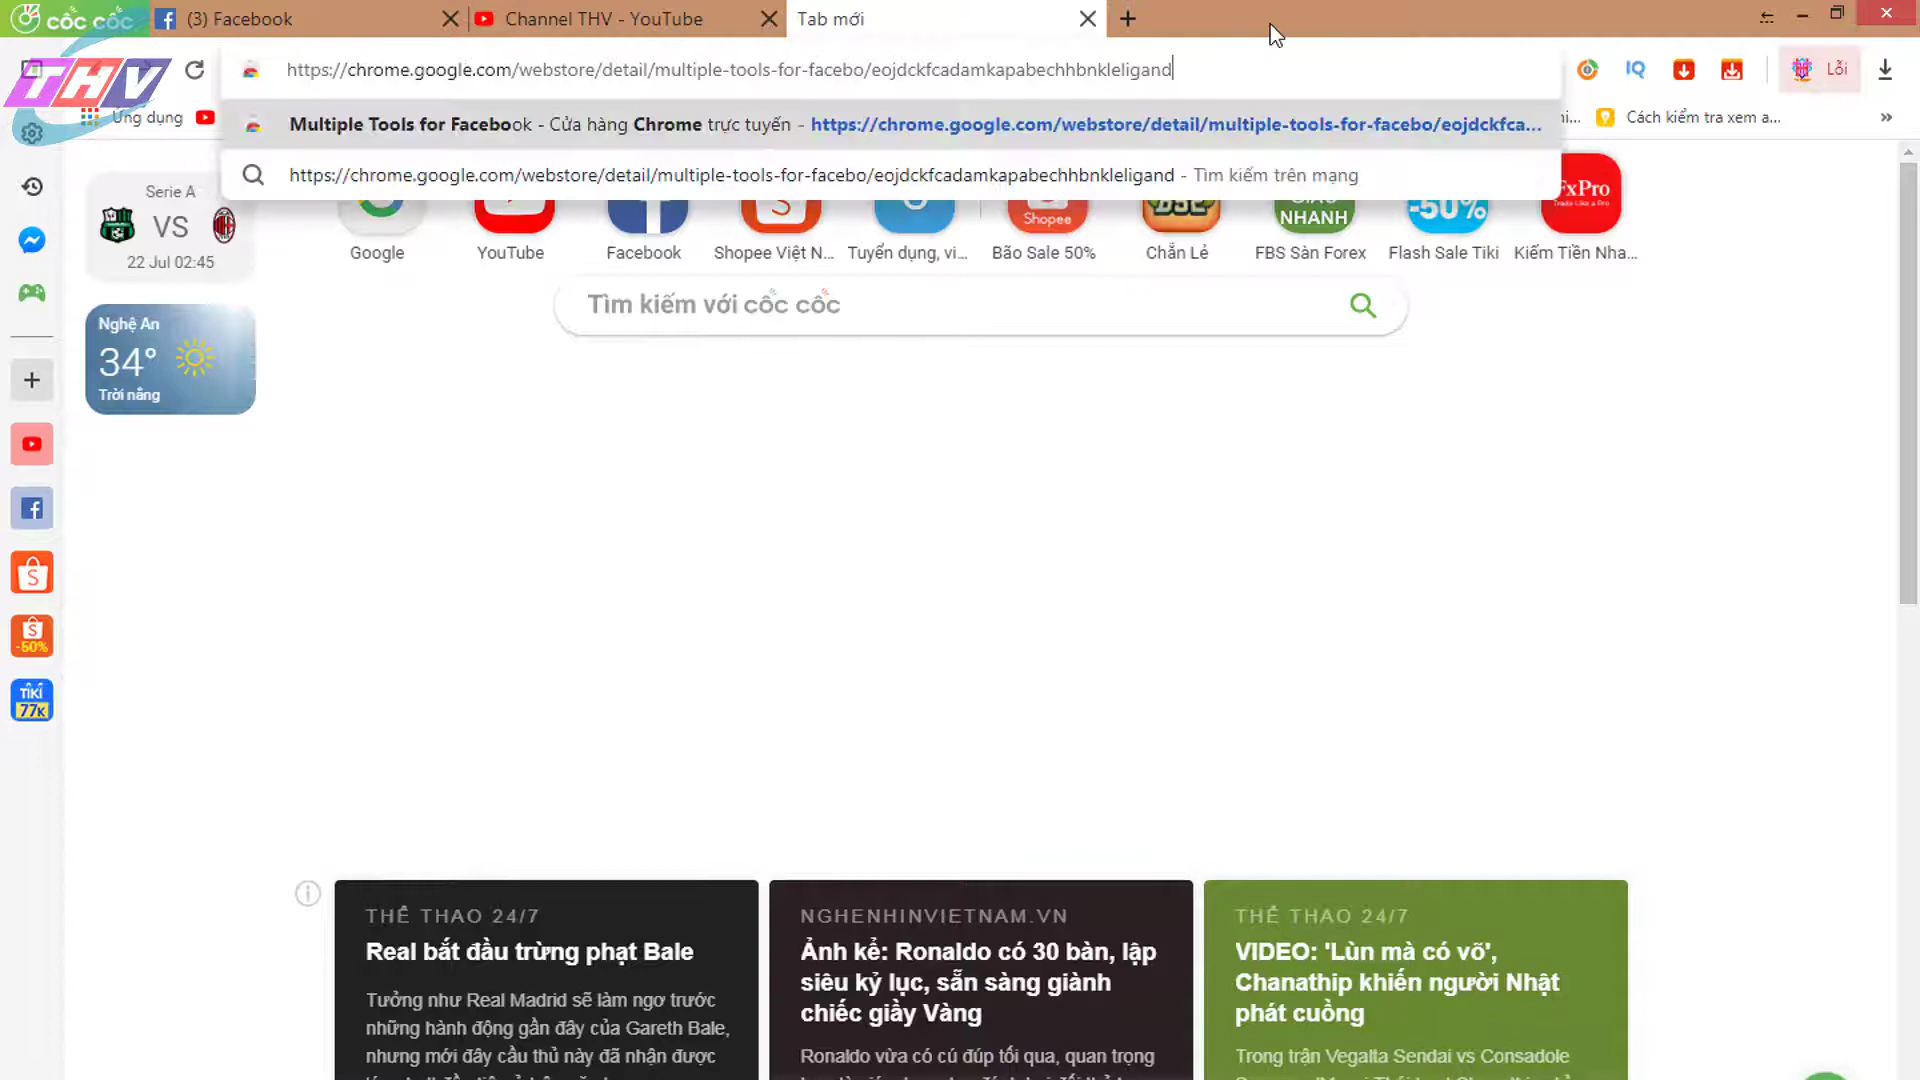 cốc cốc
(3) Facebook
Channel THV - YouTube
Tab mới
THV
https://chrome.google.com/webstore/detail/multiple-tools-for-facebo/eojdckfcadamkapabechhbnkleligand
IQ
Lỗi
Ứng dụng
Multiple Tools for Facebook - Cửa hàng Chrome trực tuyến - https://chrome.google.com/webstore/detail/multiple-tools-for-facebo/eojdckfca...
Cách kiểm tra xem a...
https://chrome.google.com/webstore/detail/multiple-tools-for-facebo/eojdckfcadamkapabechhbnkleligand - Tìm kiếm trên mạng
Serie A
VS
22 Jul 02:45
Shopee
NHANH
-50%
FxPro
Trade Like a Pro
Google
YouTube
Facebook
Shopee Việt N...
Tuyển dụng, vi...
Bão Sale 50%
Chẵn Lẻ
FBS Sàn Forex
Flash Sale Tiki
Kiếm Tiền Nha...
Tìm kiếm với cốc cốc
Nghệ An
34°
Trời nắng
-50%
TIKI
77K
THỂ THAO 24/7
Real bắt đầu trừng phạt Bale
Tưởng như Real Madrid sẽ làm ngơ trước
những hành động gần đây của Gareth Bale,
nhưng mới đây cầu thủ này đã nhận được
NGHENHINVIETNAM.VN
Ảnh kể: Ronaldo có 30 bàn, lập
siêu kỷ lục, sẵn sàng giành
chiếc giầy Vàng
Ronaldo vừa có cú đúp tối qua, quan trọng
THỂ THAO 24/7
VIDEO: 'Lùn mà có võ',
Chanathip khiến người Nhật
phát cuồng
Trong trận Vegalta Sendai vs Consadole